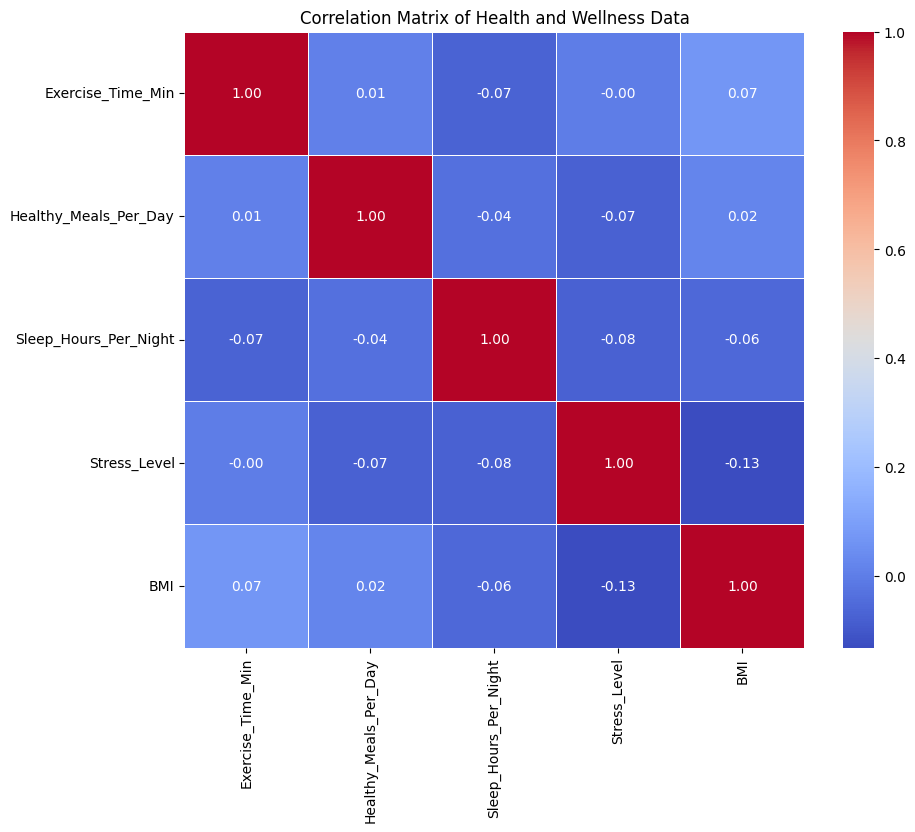 Correlation Matrix of Health and Wellness Data
Exercise_Time_Min 1.00 0.01 -0.07 -0.00 0.07
Healthy_Meals_Per_Day 0.01 1.00 -0.04 -0.07 0.02
Sleep_Hours_Per_Night -0.07 -0.04 1.00 -0.08 -0.06
Stress_Level -0.00 -0.07 -0.08 1.00 -0.13
BMI 0.07 0.02 -0.06 -0.13 1.00
Exercise_Time_Min
Healthy_Meals_Per_Day
Sleep_Hours_Per_Night
Stress_Level
BMI
1.0
0.8
0.6
0.4
0.2
0.0